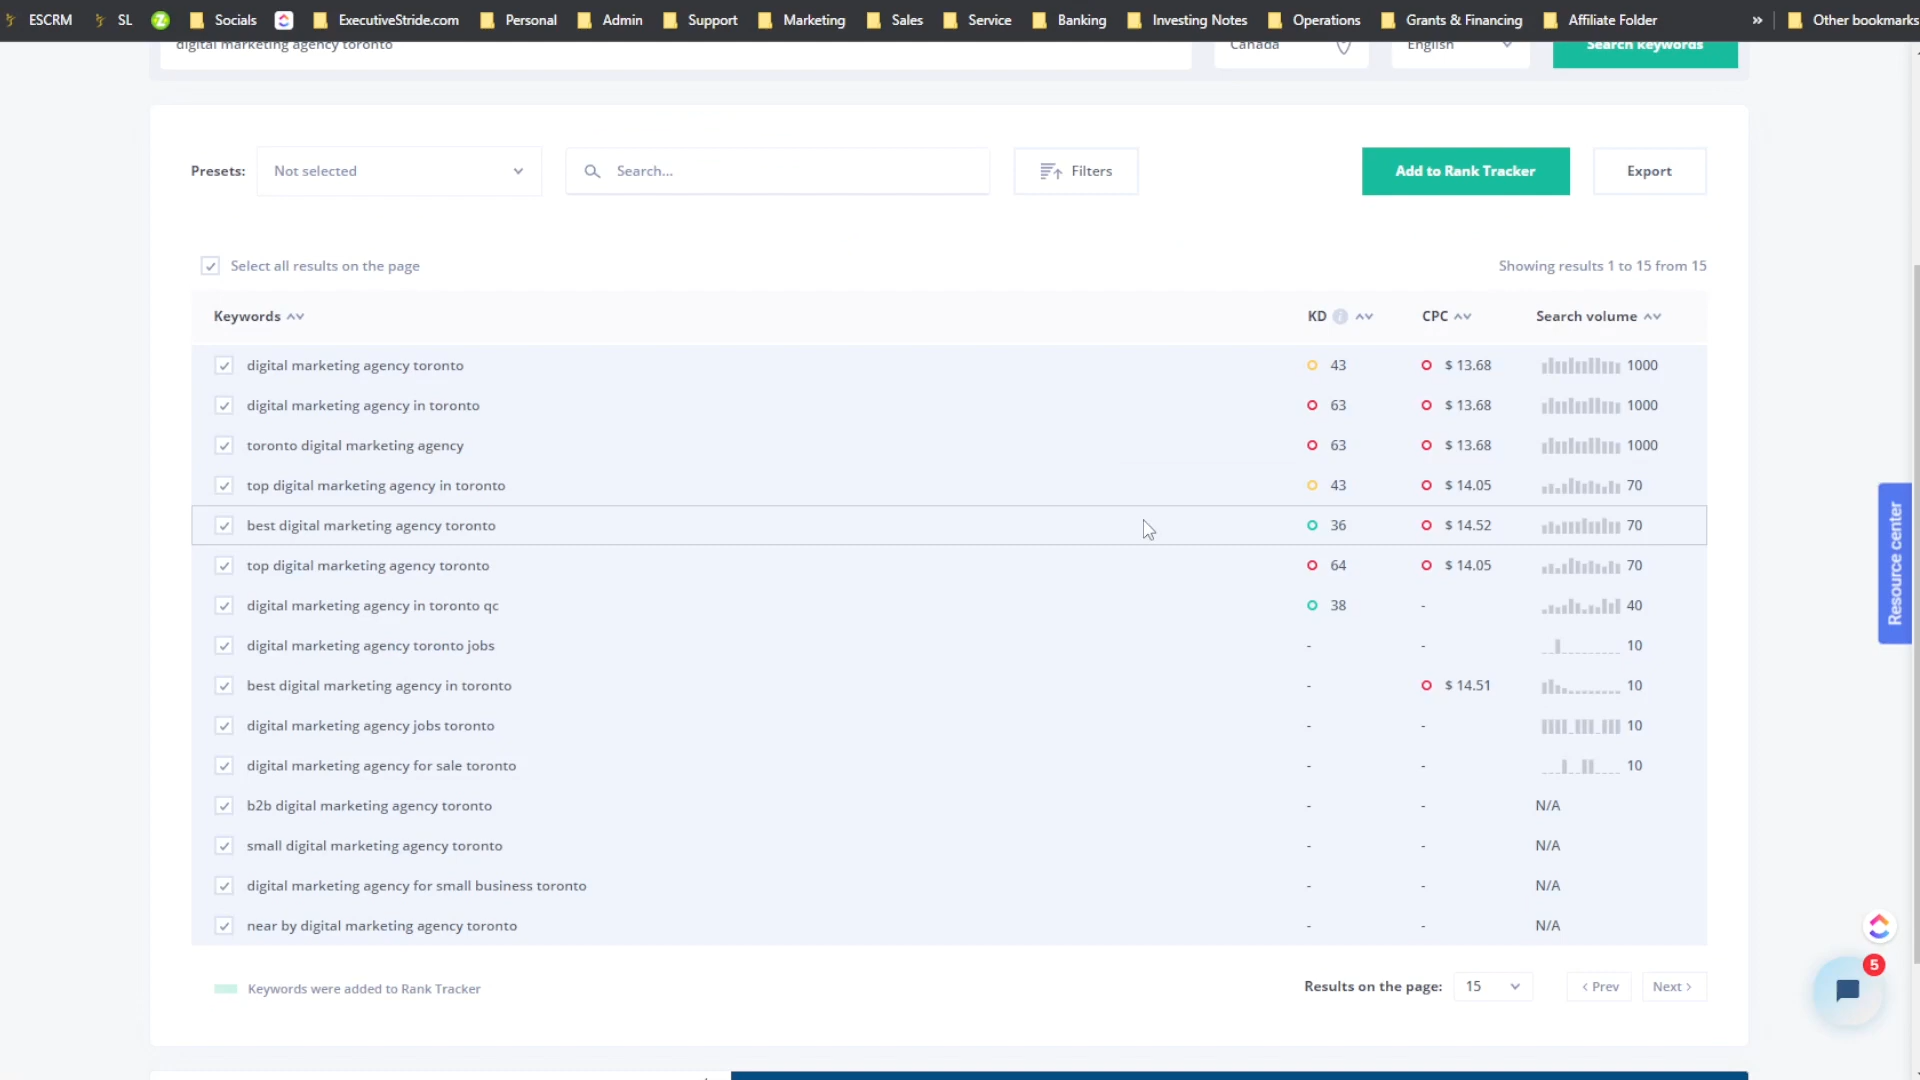 ESCRM SL Socials ExecutiveStride.com Personal Admin Support Marketing Sales Service Banking Investing Notes Operations Grants & Financing Affiliate Folder » Other bookmarks
digital marketing agency toronto Canada English Search keywords
Presets: Not selected Search... Filters Add to Rank Tracker Export
Select all results on the page Showing results 1 to 15 from 15
Keywords KD i CPC Search volume
digital marketing agency toronto 43 $ 13.68 1000
digital marketing agency in toronto 63 $ 13.68 1000
toronto digital marketing agency 63 $ 13.68 1000
top digital marketing agency in toronto 43 $ 14.05 70
best digital marketing agency toronto 36 $ 14.52 70
top digital marketing agency toronto 64 $ 14.05 70
digital marketing agency in toronto qc 38 - 40
digital marketing agency toronto jobs - - 10
best digital marketing agency in toronto - $ 14.51 10
digital marketing agency jobs toronto - - 10
digital marketing agency for sale toronto - - 10
b2b digital marketing agency toronto - - N/A
small digital marketing agency toronto - - N/A
digital marketing agency for small business toronto - - N/A
near by digital marketing agency toronto - - N/A
Keywords were added to Rank Tracker Results on the page: 15 < Prev Next >
Resource center
5